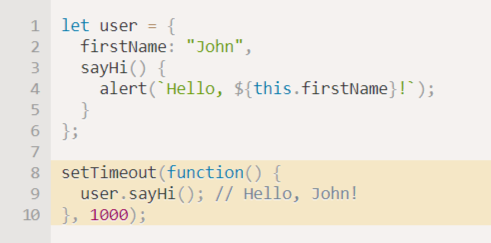 1 let user = {
2   firstName: "John",
3   sayHi() {
4     alert(`Hello, ${this.firstName}!`);
5   }
6 };
7
8 setTimeout(function() {
9   user.sayHi(); // Hello, John!
10 }, 1000);